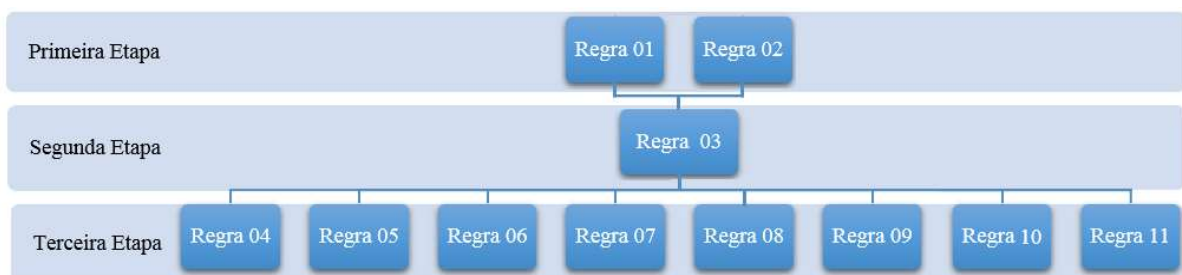 Primeira Etapa
Regra 01
Regra 02
Segunda Etapa
Regra 03
Terceira Etapa
Regra 04
Regra 05
Regra 06
Regra 07
Regra 08
Regra 09
Regra 10
Regra 11